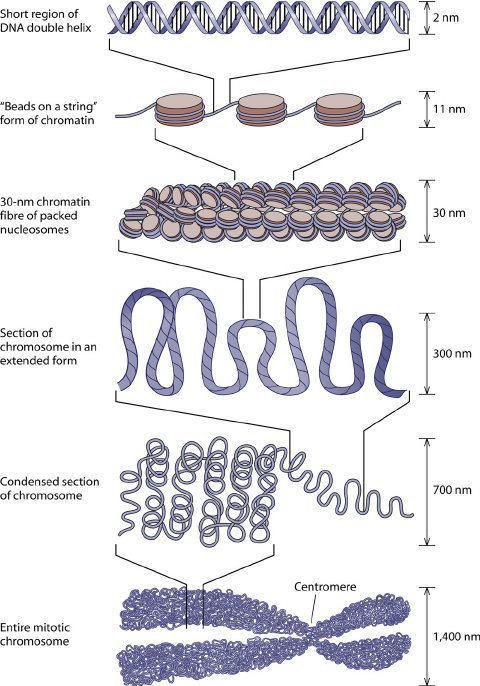 Short region of
DNA double helix
2 nm
“Beads on a string”
form of chromatin
11 nm
30-nm chromatin
fibre of packed
nucleosomes
30 nm
Section of
chromosome in an
extended form
300 nm
Condensed section
of chromosome
700 nm
Centromere
Entire mitotic
chromosome
1,400 nm